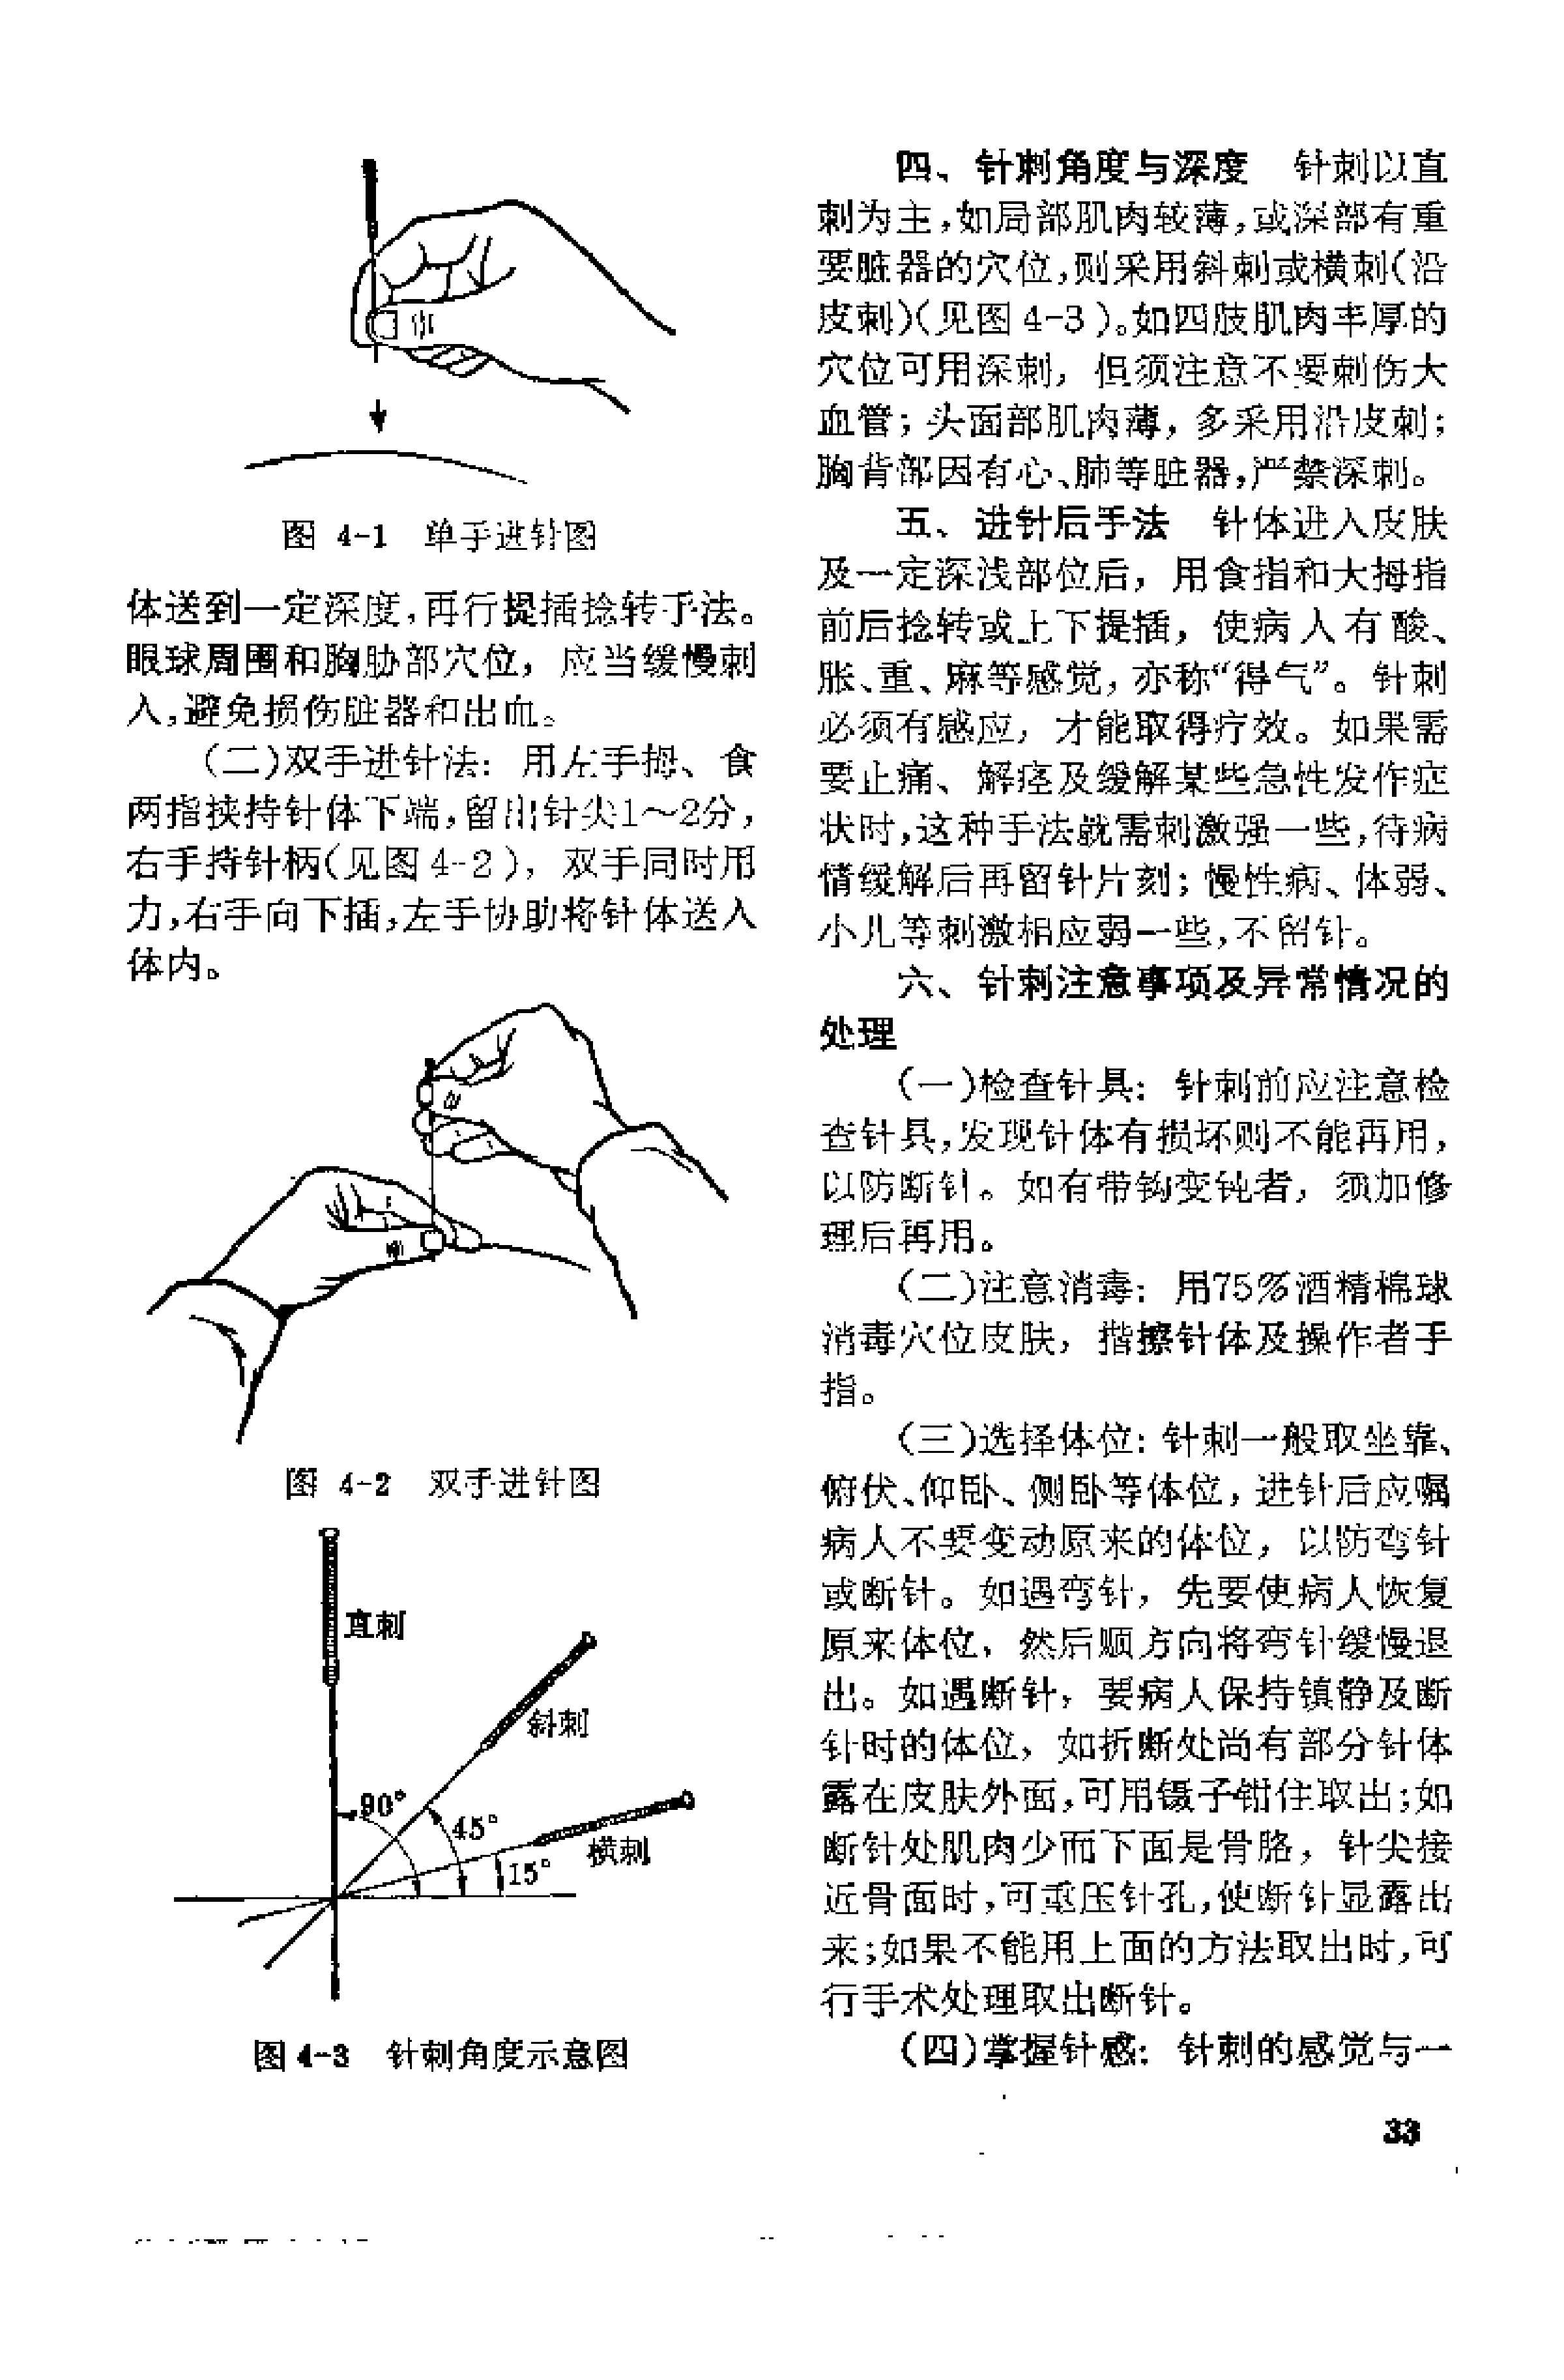 图 4-1 单手进针图
体送到一定深度,再行提插捻转手法。
眼球周围和胸胁部穴位,应当缓慢刺
入,避免损伤脏器和出血。
(二)双手进针法:用左手拇、食
两指挟持针体下端,留出针尖1～2分,
右手持针柄(见图4-2),双手同时用
力,右手向下插,左手协助将针体送入
体内。
图 4-2 双手进针图
直刺
斜刺
90°
45°
横刺
15°
图4-3 针刺角度示意图
四、针刺角度与深度 针刺以直
刺为主,如局部肌肉较薄,或深部有重
要脏器的穴位,则采用斜刺或横刺(沿
皮刺)(见图4-3)。如四肢肌肉丰厚的
穴位可用深刺,但须注意不要刺伤大
血管;头面部肌肉薄,多采用沿皮刺;
胸背部因有心、肺等脏器,严禁深刺。
五、进针后手法 针体进入皮肤
及一定深浅部位后,用食指和大拇指
前后捻转或上下提插,使病人有酸、
胀、重、麻等感觉,亦称“得气”。针刺
必须有感应,才能取得疗效。如果需
要止痛、解痉及缓解某些急性发作症
状时,这种手法就需刺激强一些,待病
情缓解后再留针片刻;慢性病、体弱、
小儿等刺激相应弱一些,不留针。
六、针刺注意事项及异常情况的
处理
(一)检查针具:针刺前应注意检
查针具,发现针体有损坏则不能再用,
以防断针。如有带钩变钝者,须加修
理后再用。
(二)注意消毒:用75%酒精棉球
消毒穴位皮肤,揩擦针体及操作者手
指。
(三)选择体位:针刺一般取坐靠、
俯伏、仰卧、侧卧等体位,进针后应嘱
病人不要变动原来的体位,以防弯针
或断针。如遇弯针,先要使病人恢复
原来体位,然后顺方向将弯针缓慢退
出。如遇断针,要病人保持镇静及断
针时的体位,如折断处尚有部分针体
露在皮肤外面,可用镊子钳住取出;如
断针处肌肉少而下面是骨胳,针尖接
近骨面时,可重压针孔,使断针显露出
来;如果不能用上面的方法取出时,可
行手术处理取出断针。
(四)掌握针感:针刺的感觉与一
33